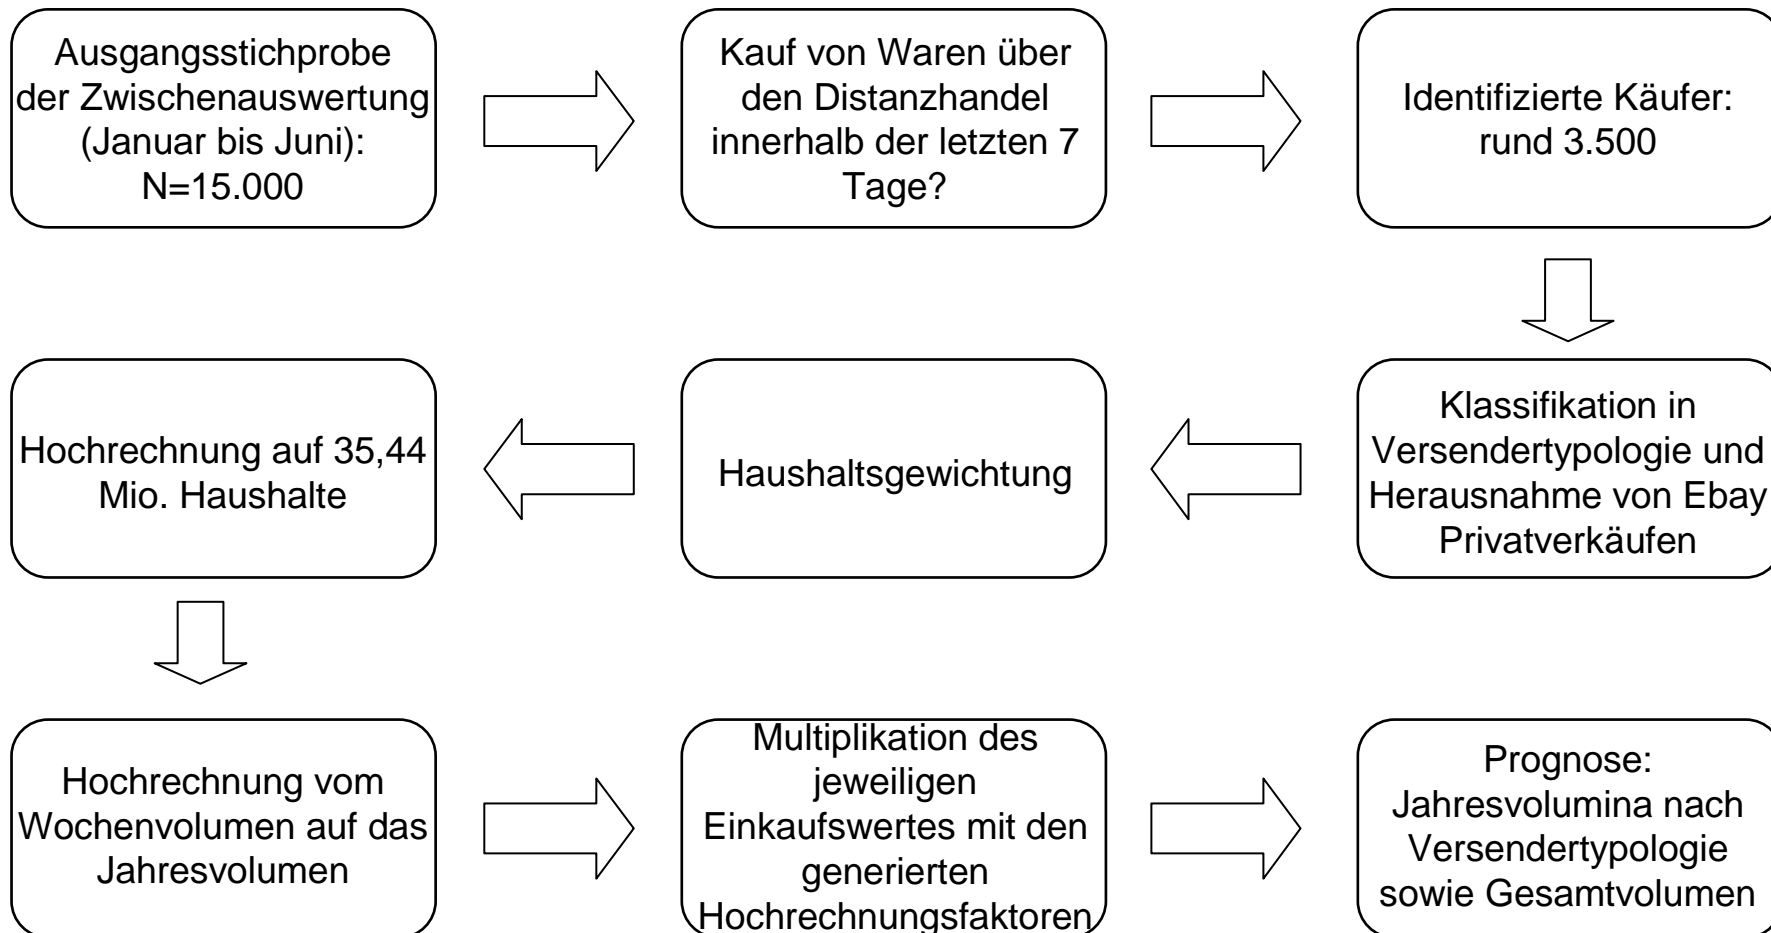 Ausgangsstichprobe
der Zwischenauswertung
(Januar bis Juni):
N=15.000
Kauf von Waren über
den Distanzhandel
innerhalb der letzten 7
Tage?
Identifizierte Käufer:
rund 3.500
Klassifikation in
Versendertypologie und
Herausnahme von Ebay
Privatverkäufen
Haushaltsgewichtung
Hochrechnung auf 35,44
Mio. Haushalte
Hochrechnung vom
Wochenvolumen auf das
Jahresvolumen
Multiplikation des
jeweiligen
Einkaufswertes mit den
generierten
Hochrechnungsfaktoren
Prognose:
Jahresvolumina nach
Versendertypologie
sowie Gesamtvolumen